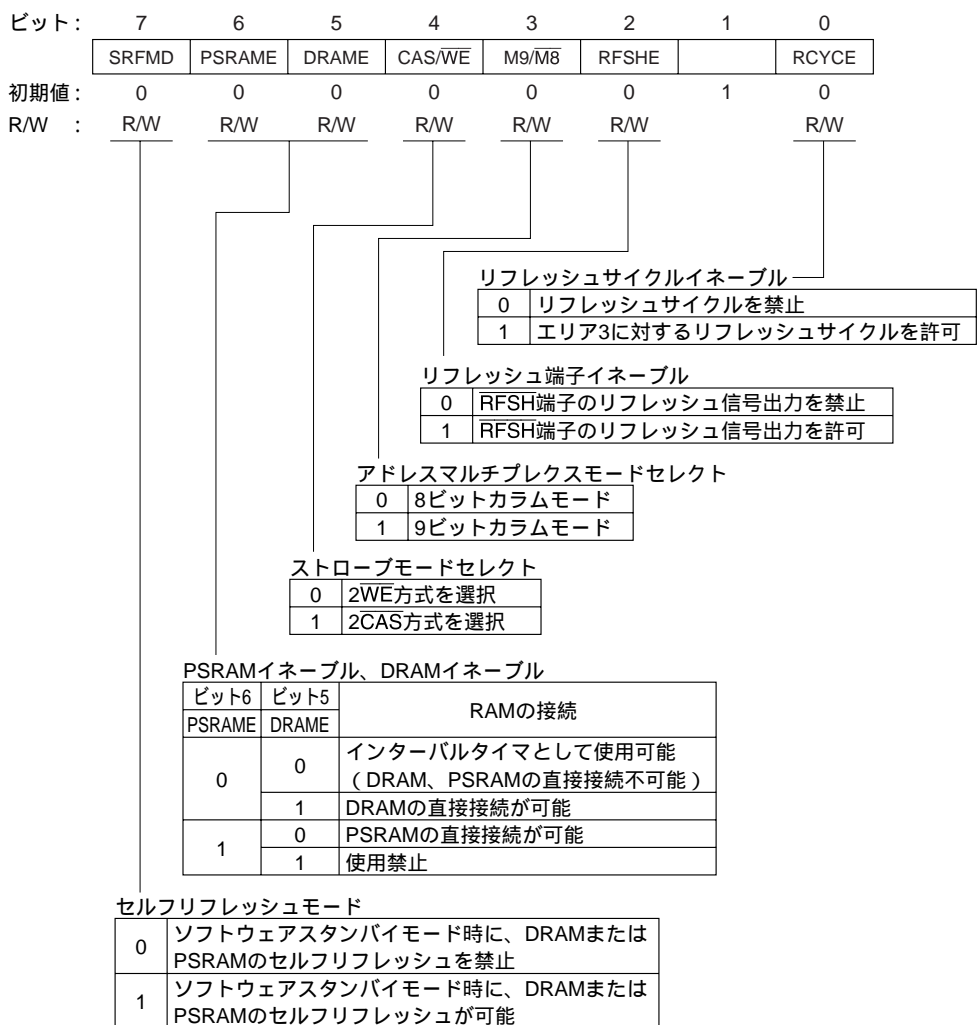 ビット: 7 6 5 4 3 2 1 0
SRFMD PSRAME DRAME CAS/W̅E̅ M9/M̅8̅ RFSHE RCYCE
初期値: 0 0 0 0 0 0 1 0
R/W : R/W R/W R/W R/W R/W R/W R/W
リフレッシュサイクルイネーブル
0 リフレッシュサイクルを禁止
1 エリア3に対するリフレッシュサイクルを許可
リフレッシュ端子イネーブル
0 R̅F̅S̅H̅端子のリフレッシュ信号出力を禁止
1 R̅F̅S̅H̅端子のリフレッシュ信号出力を許可
アドレスマルチプレクスモードセレクト
0 8ビットカラムモード
1 9ビットカラムモード
ストローブモードセレクト
0 2W̅E̅方式を選択
1 2C̅A̅S̅方式を選択
PSRAMイネーブル、DRAMイネーブル
ビット6 ビット5 RAMの接続
PSRAME DRAME
0 0 インターバルタイマとして使用可能
(DRAM、PSRAMの直接接続不可能)
1 DRAMの直接接続が可能
1 0 PSRAMの直接接続が可能
1 使用禁止
セルフリフレッシュモード
0 ソフトウェアスタンバイモード時に、DRAMまたは
PSRAMのセルフリフレッシュを禁止
1 ソフトウェアスタンバイモード時に、DRAMまたは
PSRAMのセルフリフレッシュが可能